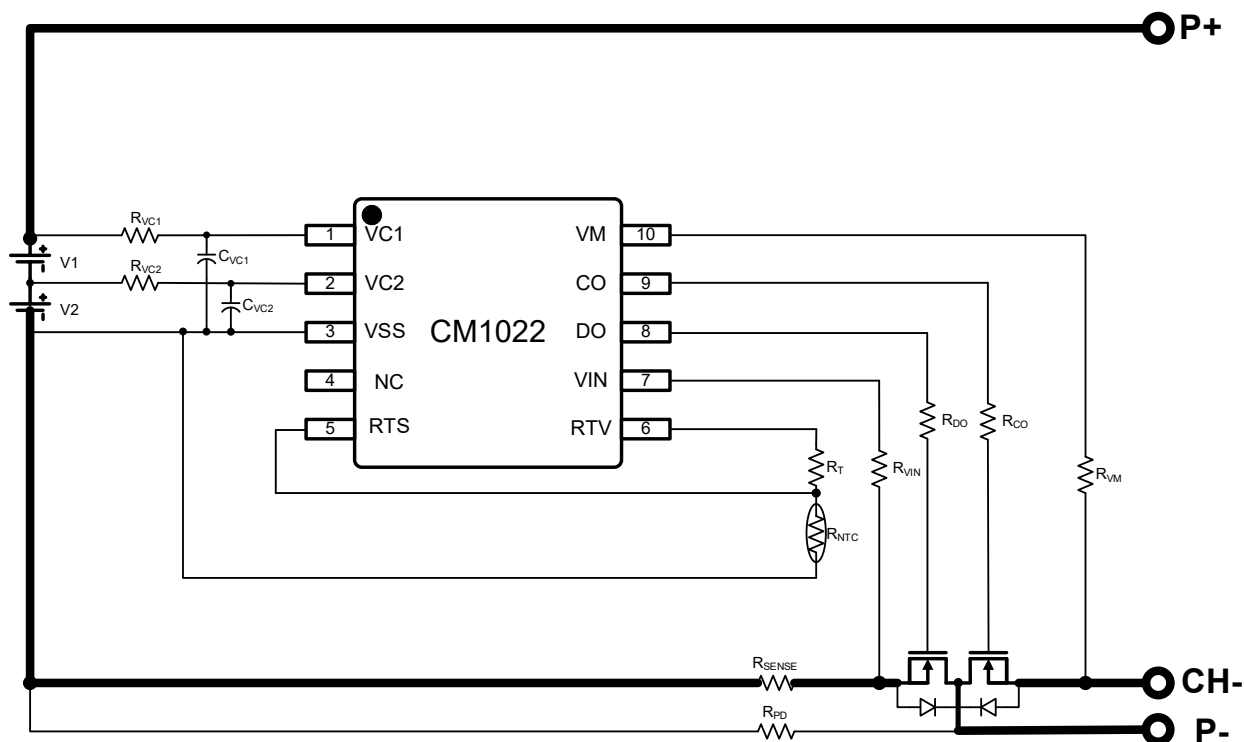 P+
RVC1
1 VC1 VM 10
CVC1
V1
RVC2
2 VC2 CO 9
V2
CVC2
3 VSS CM1022 DO 8
4 NC VIN 7
5 RTS RTV 6
RDO RCO
RT RVIN RVM
RNTC
RSENSE
CH-
RPD
P-